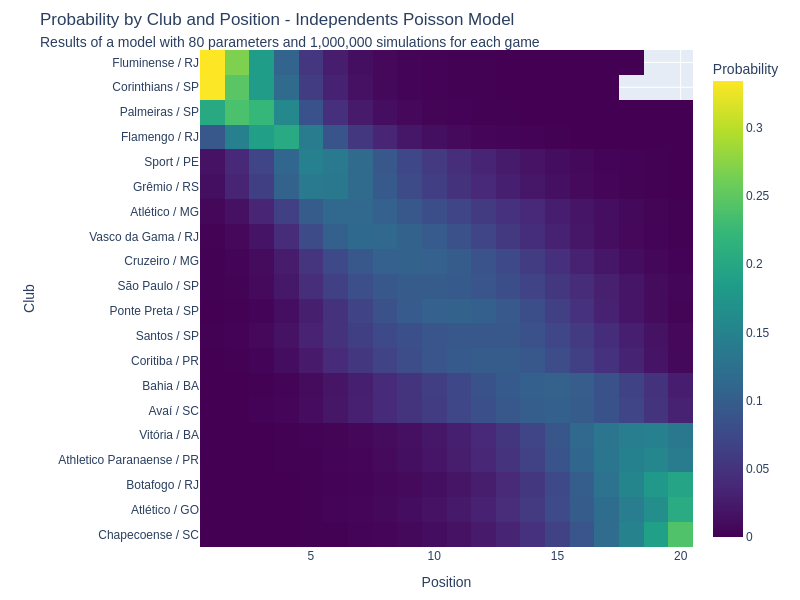 Probability by Club and Position - Independents Poisson Model
Results of a model with 80 parameters and 1,000,000 simulations for each game
Probability
Fluminense / RJ
Corinthians / SP
Palmeiras / SP
Flamengo / RJ
Sport / PE
Grêmio / RS
Atlético / MG
Vasco da Gama / RJ
Cruzeiro / MG
São Paulo / SP
Ponte Preta / SP
Santos / SP
Coritiba / PR
Bahia / BA
Avaí / SC
Vitória / BA
Athletico Paranaense / PR
Botafogo / RJ
Atlético / GO
Chapecoense / SC
Club
5
10
15
20
Position
0.3
0.25
0.2
0.15
0.1
0.05
0